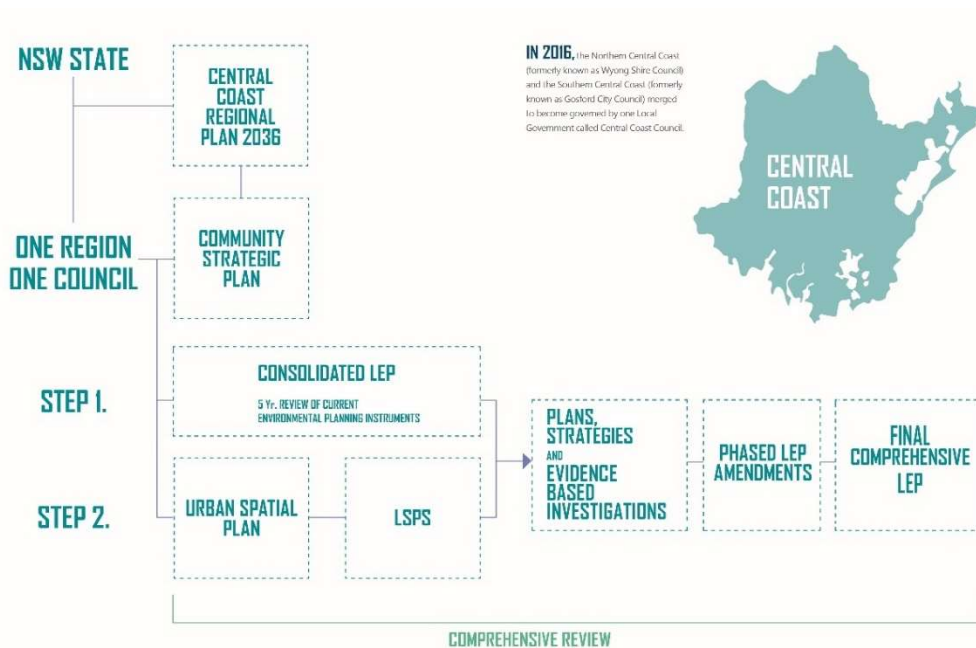 NSW STATE
CENTRAL
COAST
REGIONAL
PLAN 2036
IN 2016, the Northern Central Coast
(formerly known as Wyong Shire Council)
and the Southern Central Coast (formerly
known as Gosford City Council) merged
to become governed by one Local
Government called Central Coast Council.
CENTRAL
COAST
ONE REGION
ONE COUNCIL
COMMUNITY
STRATEGIC
PLAN
STEP 1.
CONSOLIDATED LEP
5 Yr. REVIEW OF CURRENT
ENVIRONMENTAL PLANNING INSTRUMENTS
STEP 2.
URBAN SPATIAL
PLAN
LSPS
PLANS,
STRATEGIES
AND
EVIDENCE
BASED
INVESTIGATIONS
PHASED LEP
AMENDMENTS
FINAL
COMPREHENSIVE
LEP
COMPREHENSIVE REVIEW